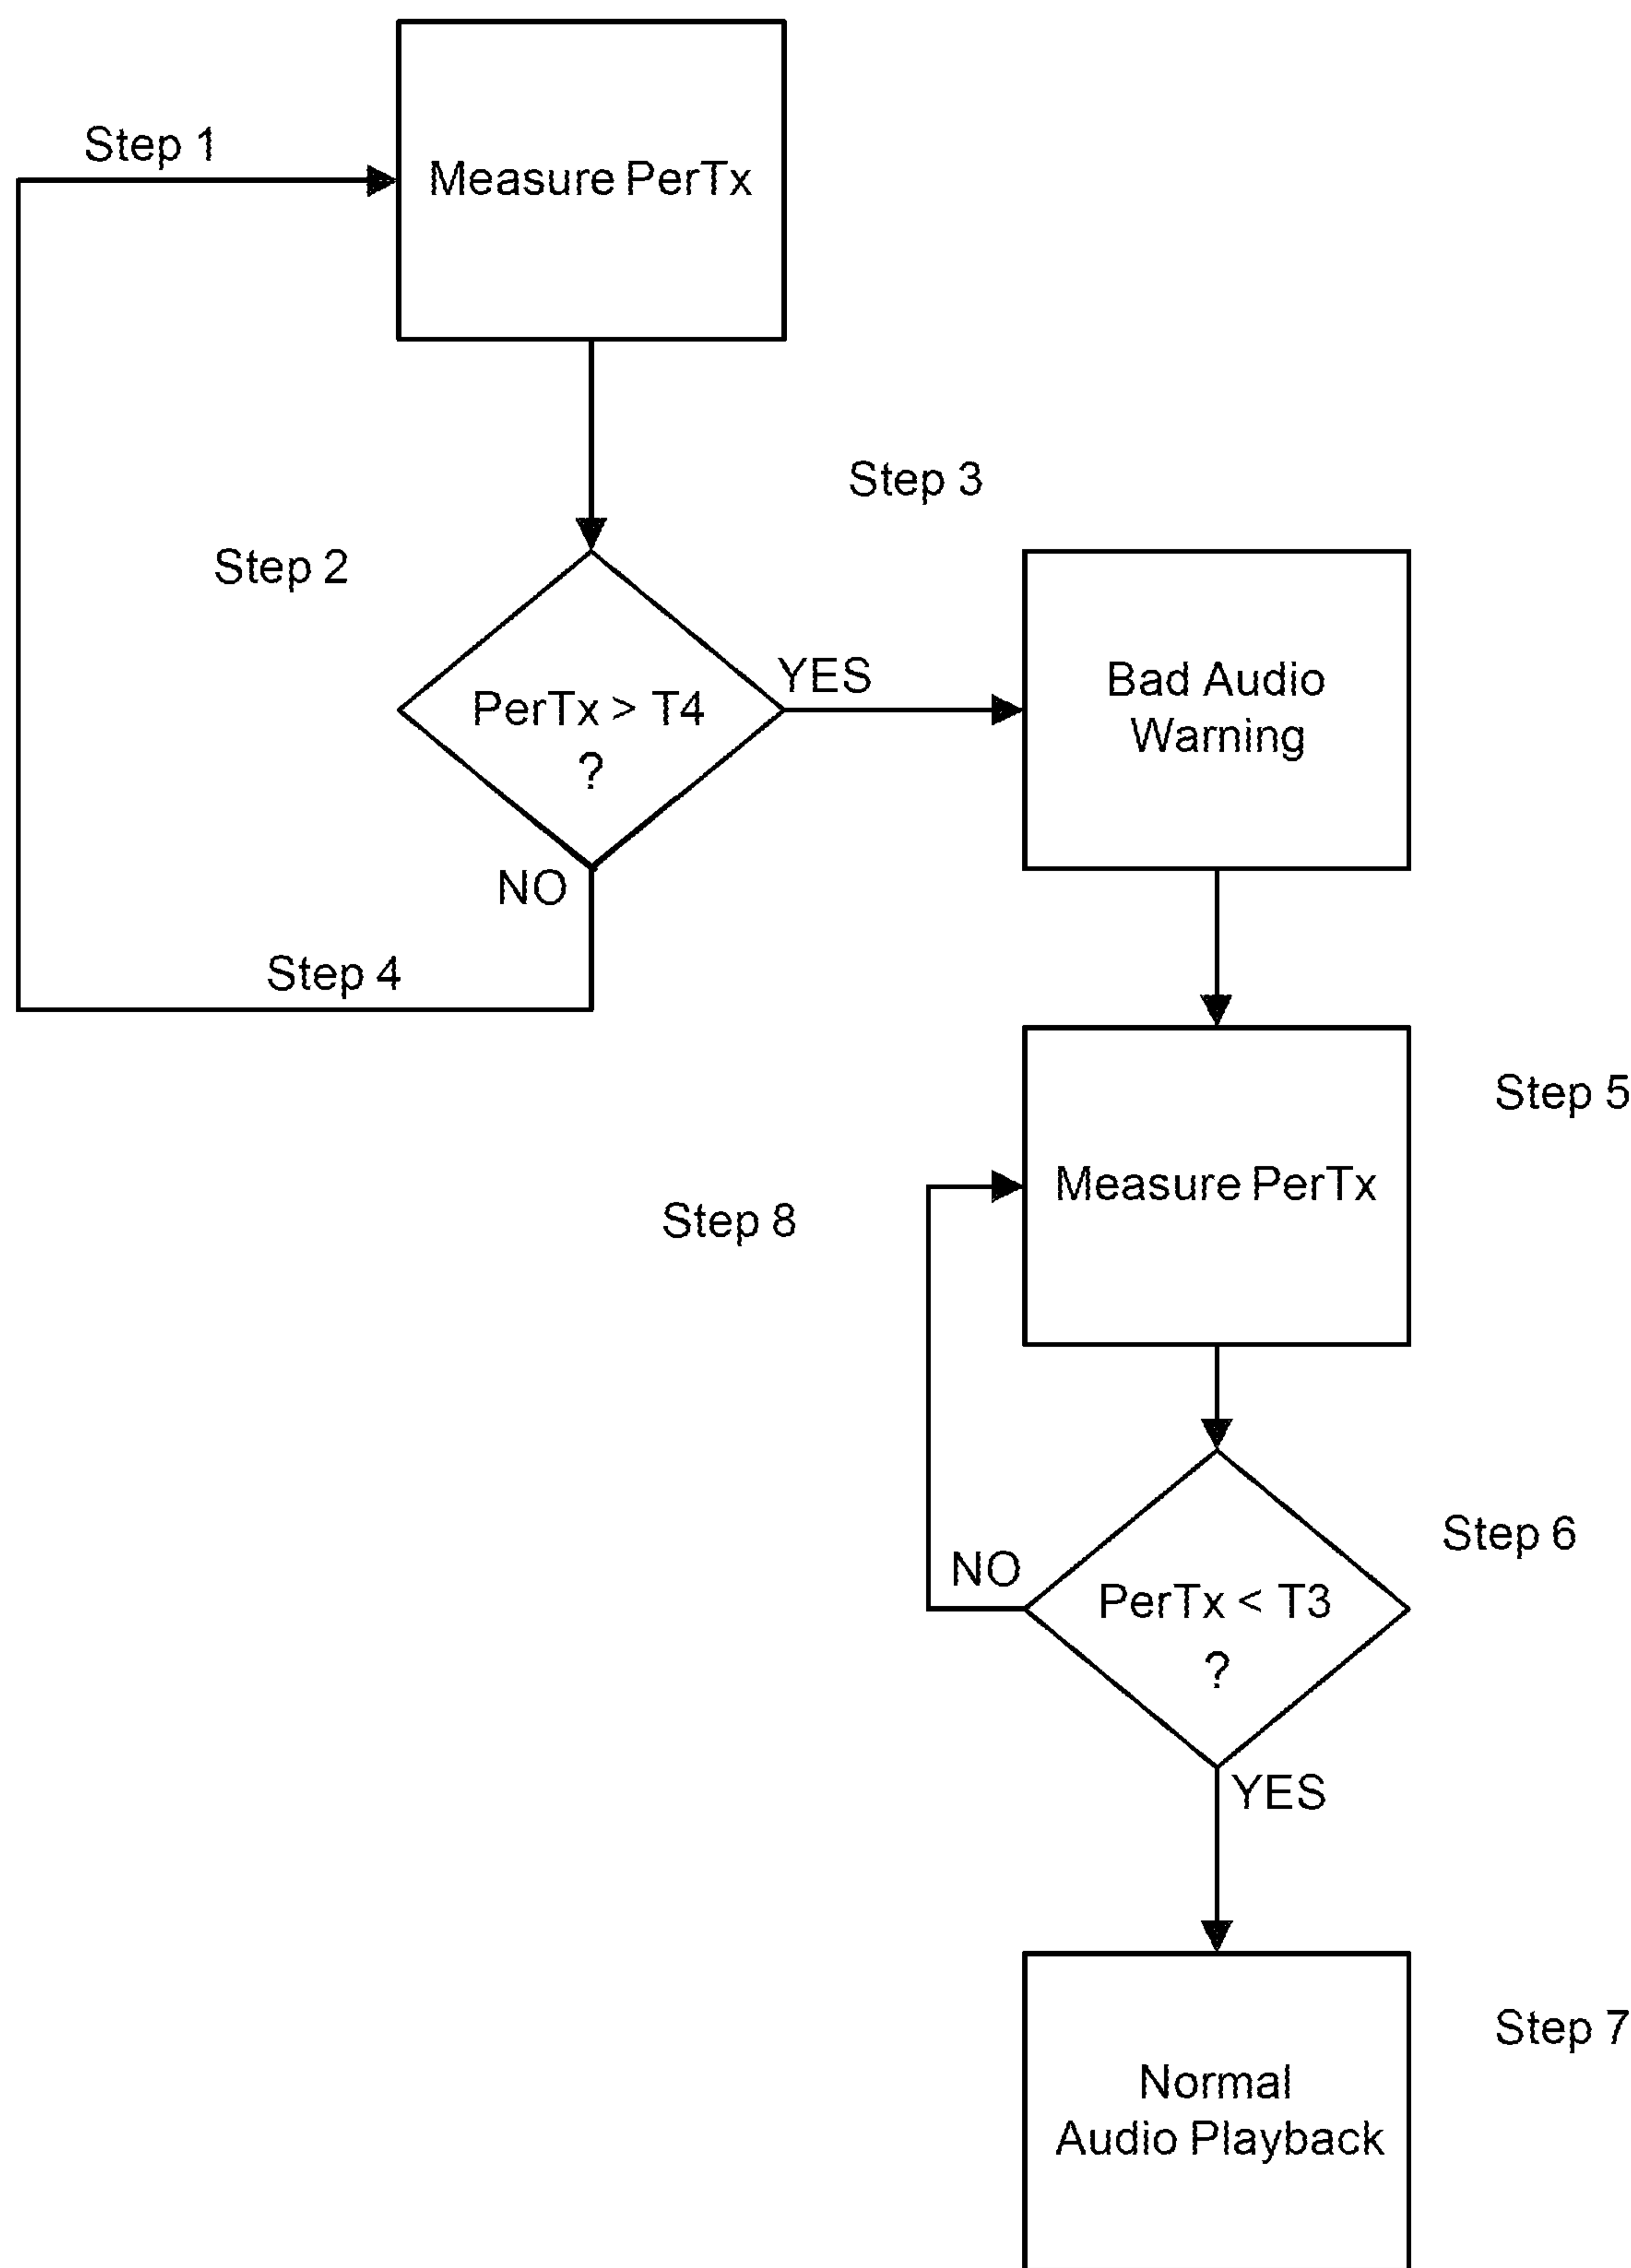 Step 1
Measure PerTx
Step 3
Step 2
PerTx > T4
?
YES
Bad Audio
Warning
NO
Step 4
Step 5
Measure PerTx
Step 8
Step 6
NO
PerTx < T3
?
YES
Step 7
Normal
Audio Playback